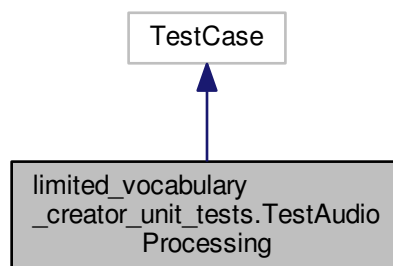 TestCase
limited_vocabulary
_creator_unit_tests.TestAudio
Processing